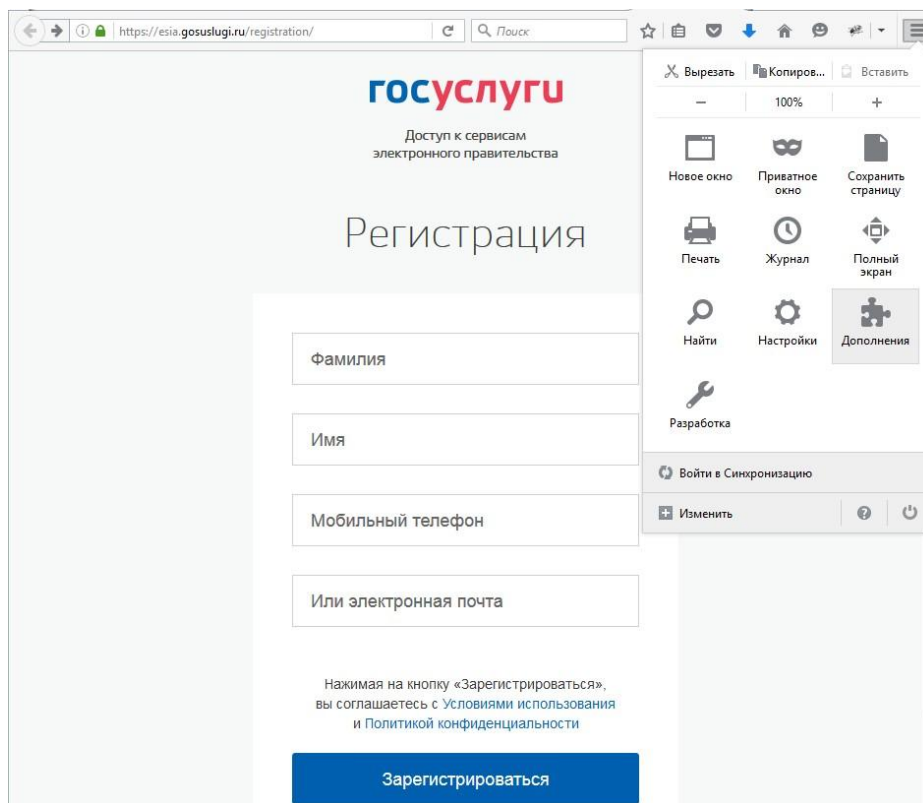 https://esia.gosuslugi.ru/registration/
Поиск
госуслуги
Доступ к сервисам
электронного правительства
Регистрация
Фамилия
Имя
Мобильный телефон
Или электронная почта
Нажимая на кнопку «Зарегистрироваться»,
вы соглашаетесь с Условиями использования
и Политикой конфиденциальности
Зарегистрироваться
Вырезать Копиров... Вставить
− 100% +
Новое окно Приватное Сохранить
окно страницу
Печать Журнал Полный
экран
Найти Настройки Дополнения
Разработка
Войти в Синхронизацию
Изменить